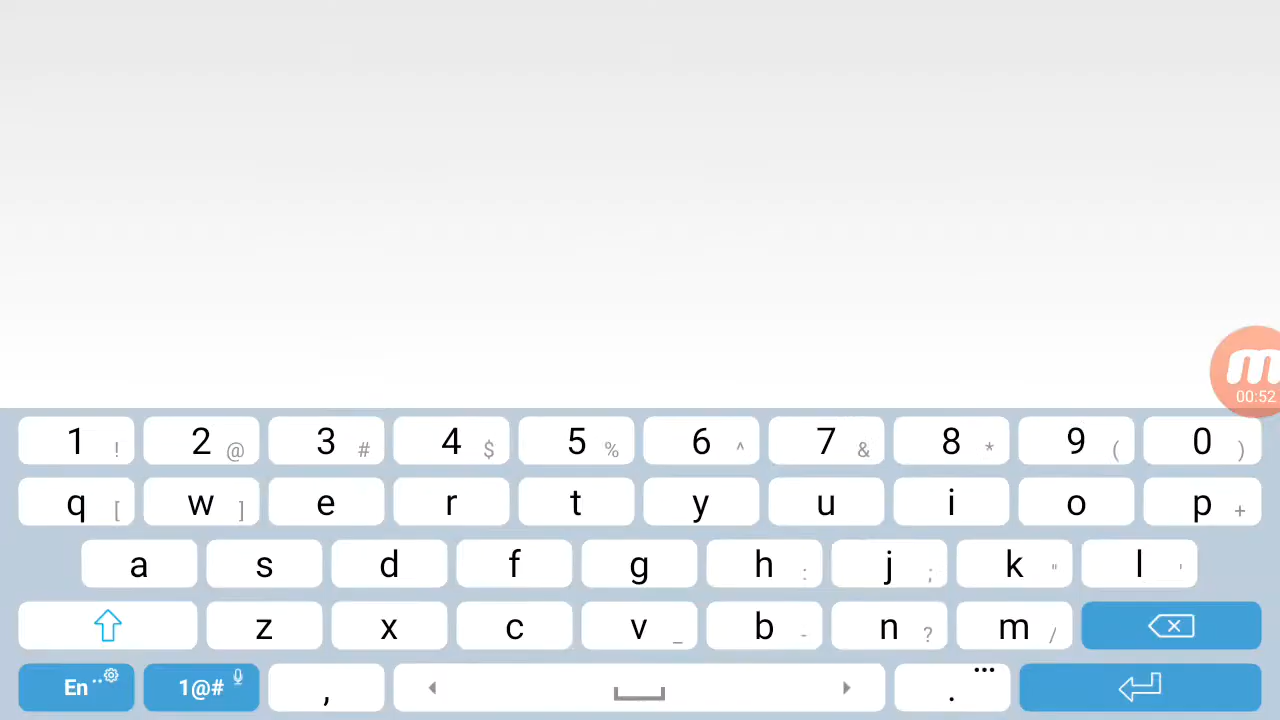 m
00:52
1 ! 2 @ 3 # 4 $ 5 % 6 ^ 7 & 8 * 9 ( 0 )
q [ w ] e r t y u i o p +
a s d f g h : j ; k " l '
z x c v _ b - n ? m /
En 1@# , . ...